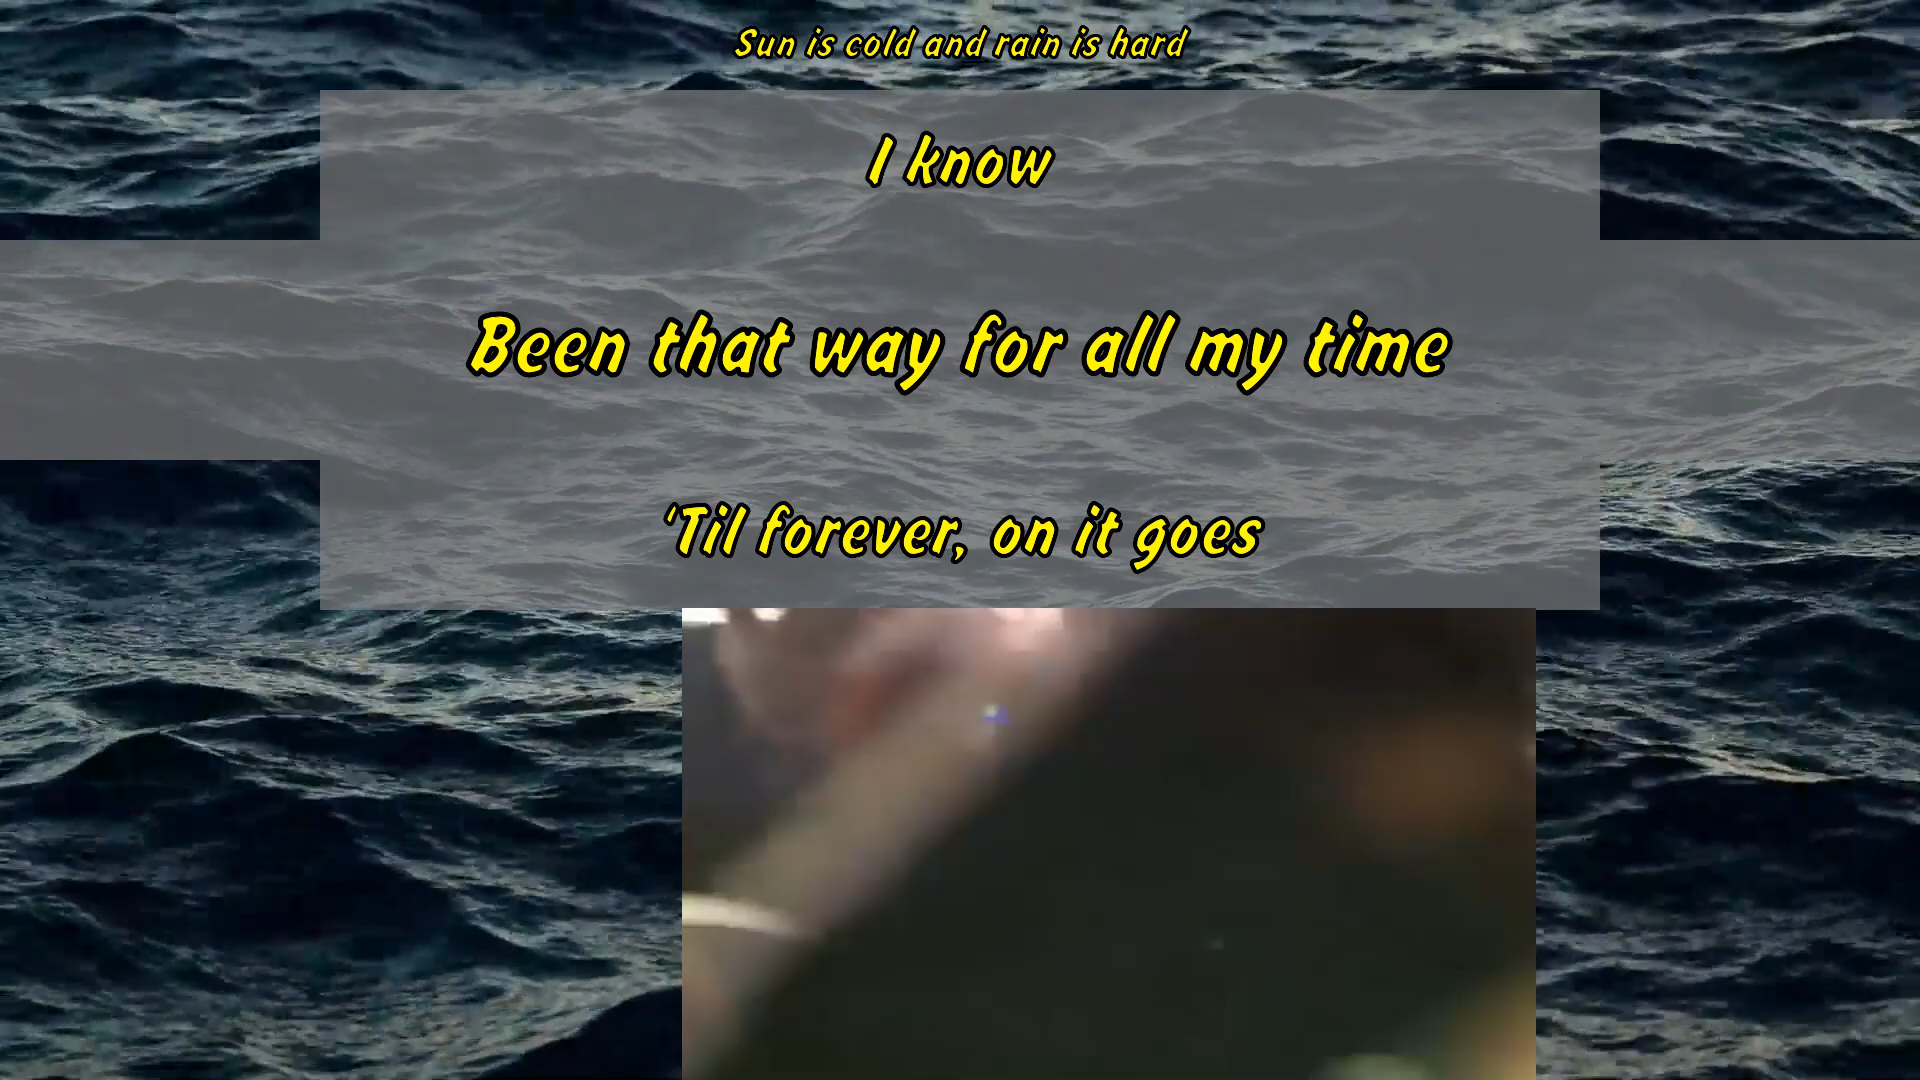 Sun is cold and rain is hard
I know
Been that way for all my time
'Til forever, on it goes